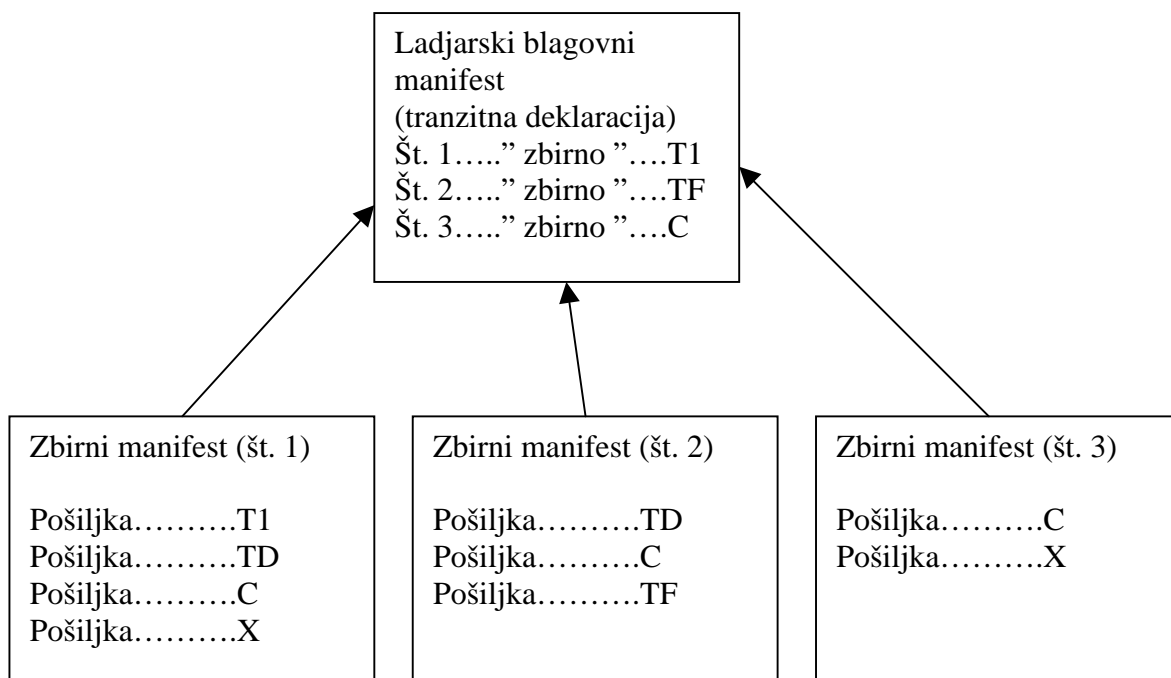 Ladjarski blagovni
manifest
(tranzitna deklaracija)
Št. 1…..” zbirno ”….T1
Št. 2…..” zbirno ”….TF
Št. 3…..” zbirno ”….C
Zbirni manifest (št. 1)
Pošiljka……….T1
Pošiljka……….TD
Pošiljka……….C
Pošiljka……….X
Zbirni manifest (št. 2)
Pošiljka……….TD
Pošiljka……….C
Pošiljka……….TF
Zbirni manifest (št. 3)
Pošiljka……….C
Pošiljka……….X